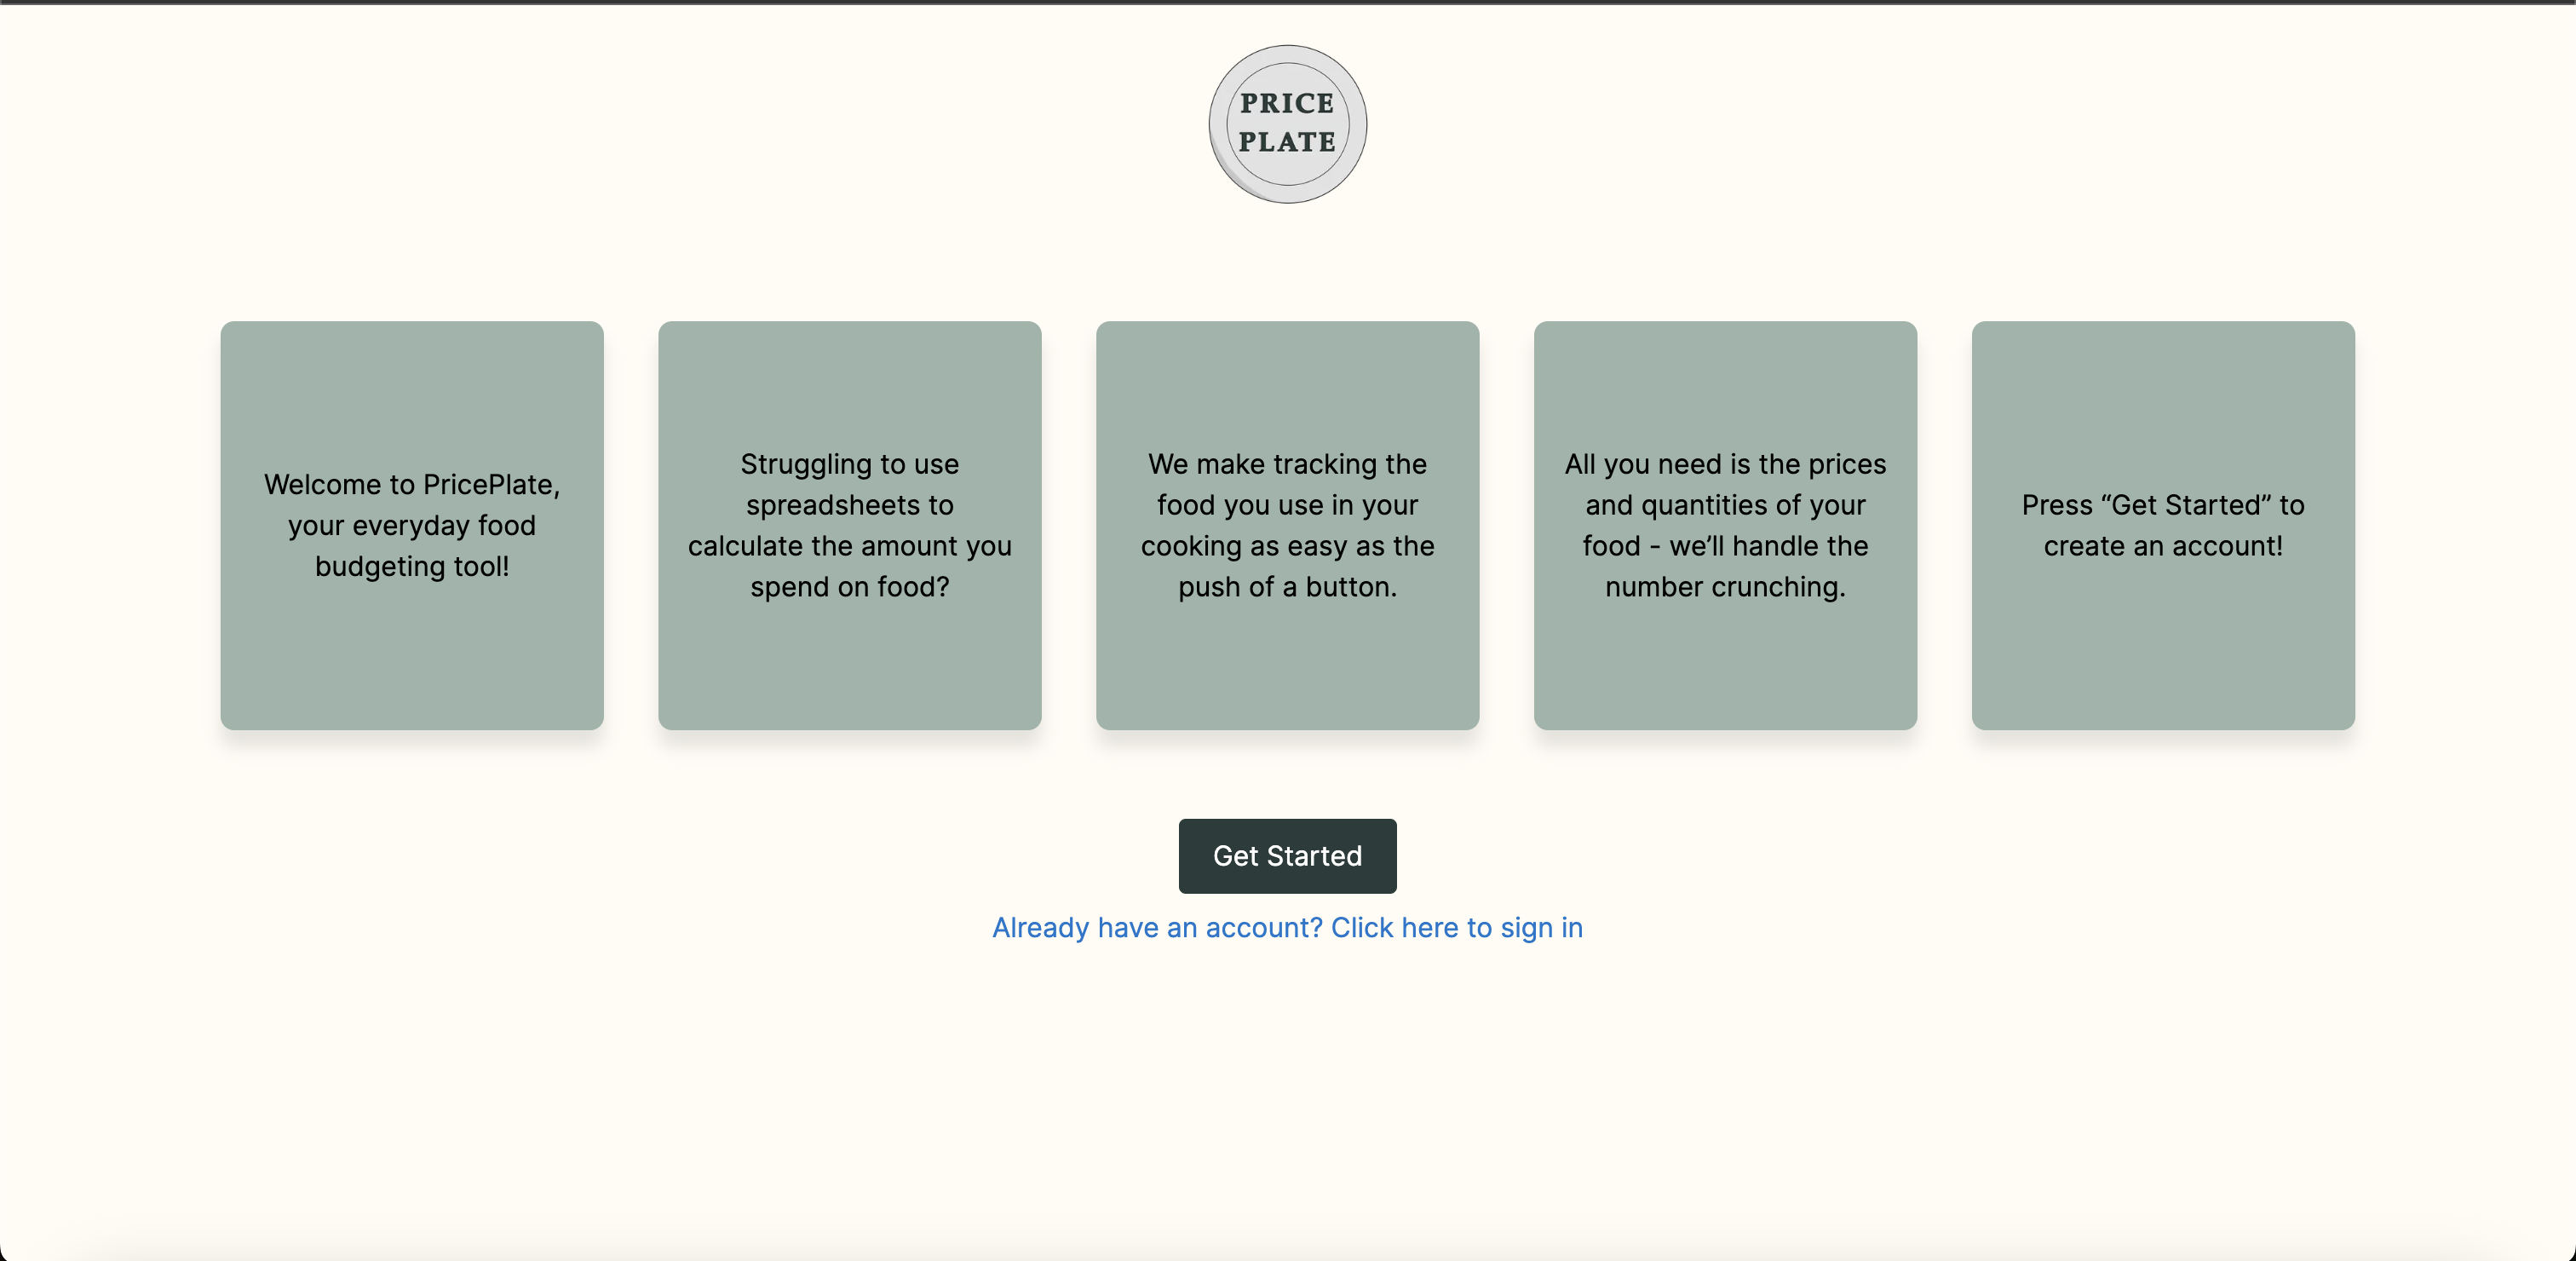 PRICE
PLATE
Welcome to PricePlate,
your everyday food
budgeting tool!
Struggling to use
spreadsheets to
calculate the amount you
spend on food?
We make tracking the
food you use in your
cooking as easy as the
push of a button.
All you need is the prices
and quantities of your
food - we’ll handle the
number crunching.
Press “Get Started” to
create an account!
Get Started
Already have an account? Click here to sign in